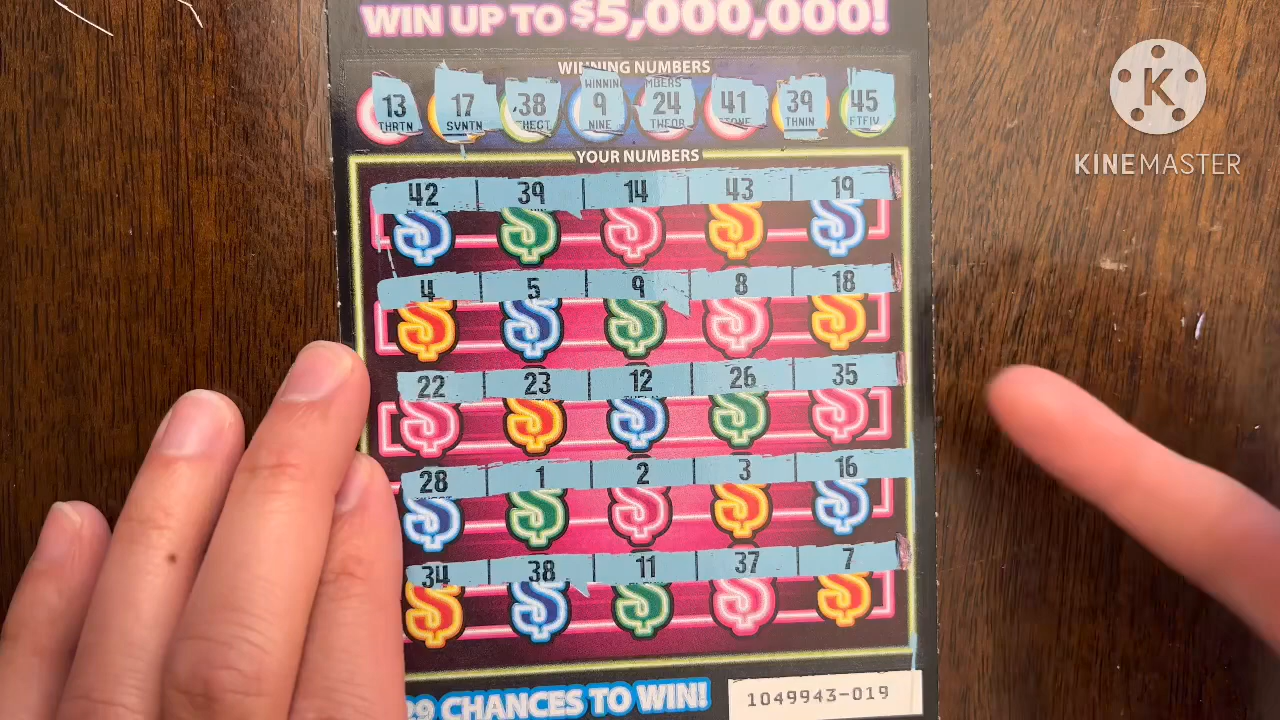 WIN UP TO $5,000,000!
WINNING NUMBERS
13 17 38 9 24 41 39 45
THRTN SVNTN NINE THNIN
YOUR NUMBERS
42 39 14 43 19
4 5 9 8 18
22 23 12 26 35
28 1 2 3 16
34 38 11 37 7
29 CHANCES TO WIN!
1049943-019
K
KINEMASTER